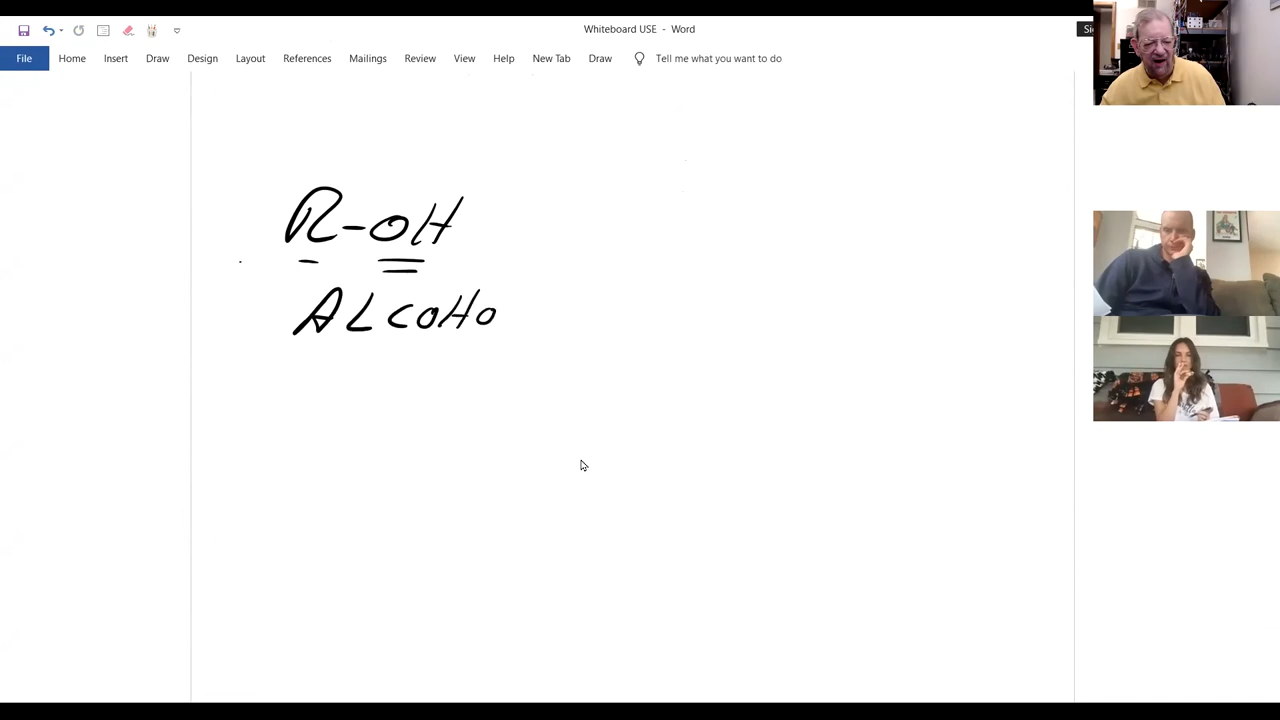 Whiteboard USE - Word
File Home Insert Draw Design Layout References Mailings Review View Help New Tab Draw Tell me what you want to do
R-OH
ALCOHO